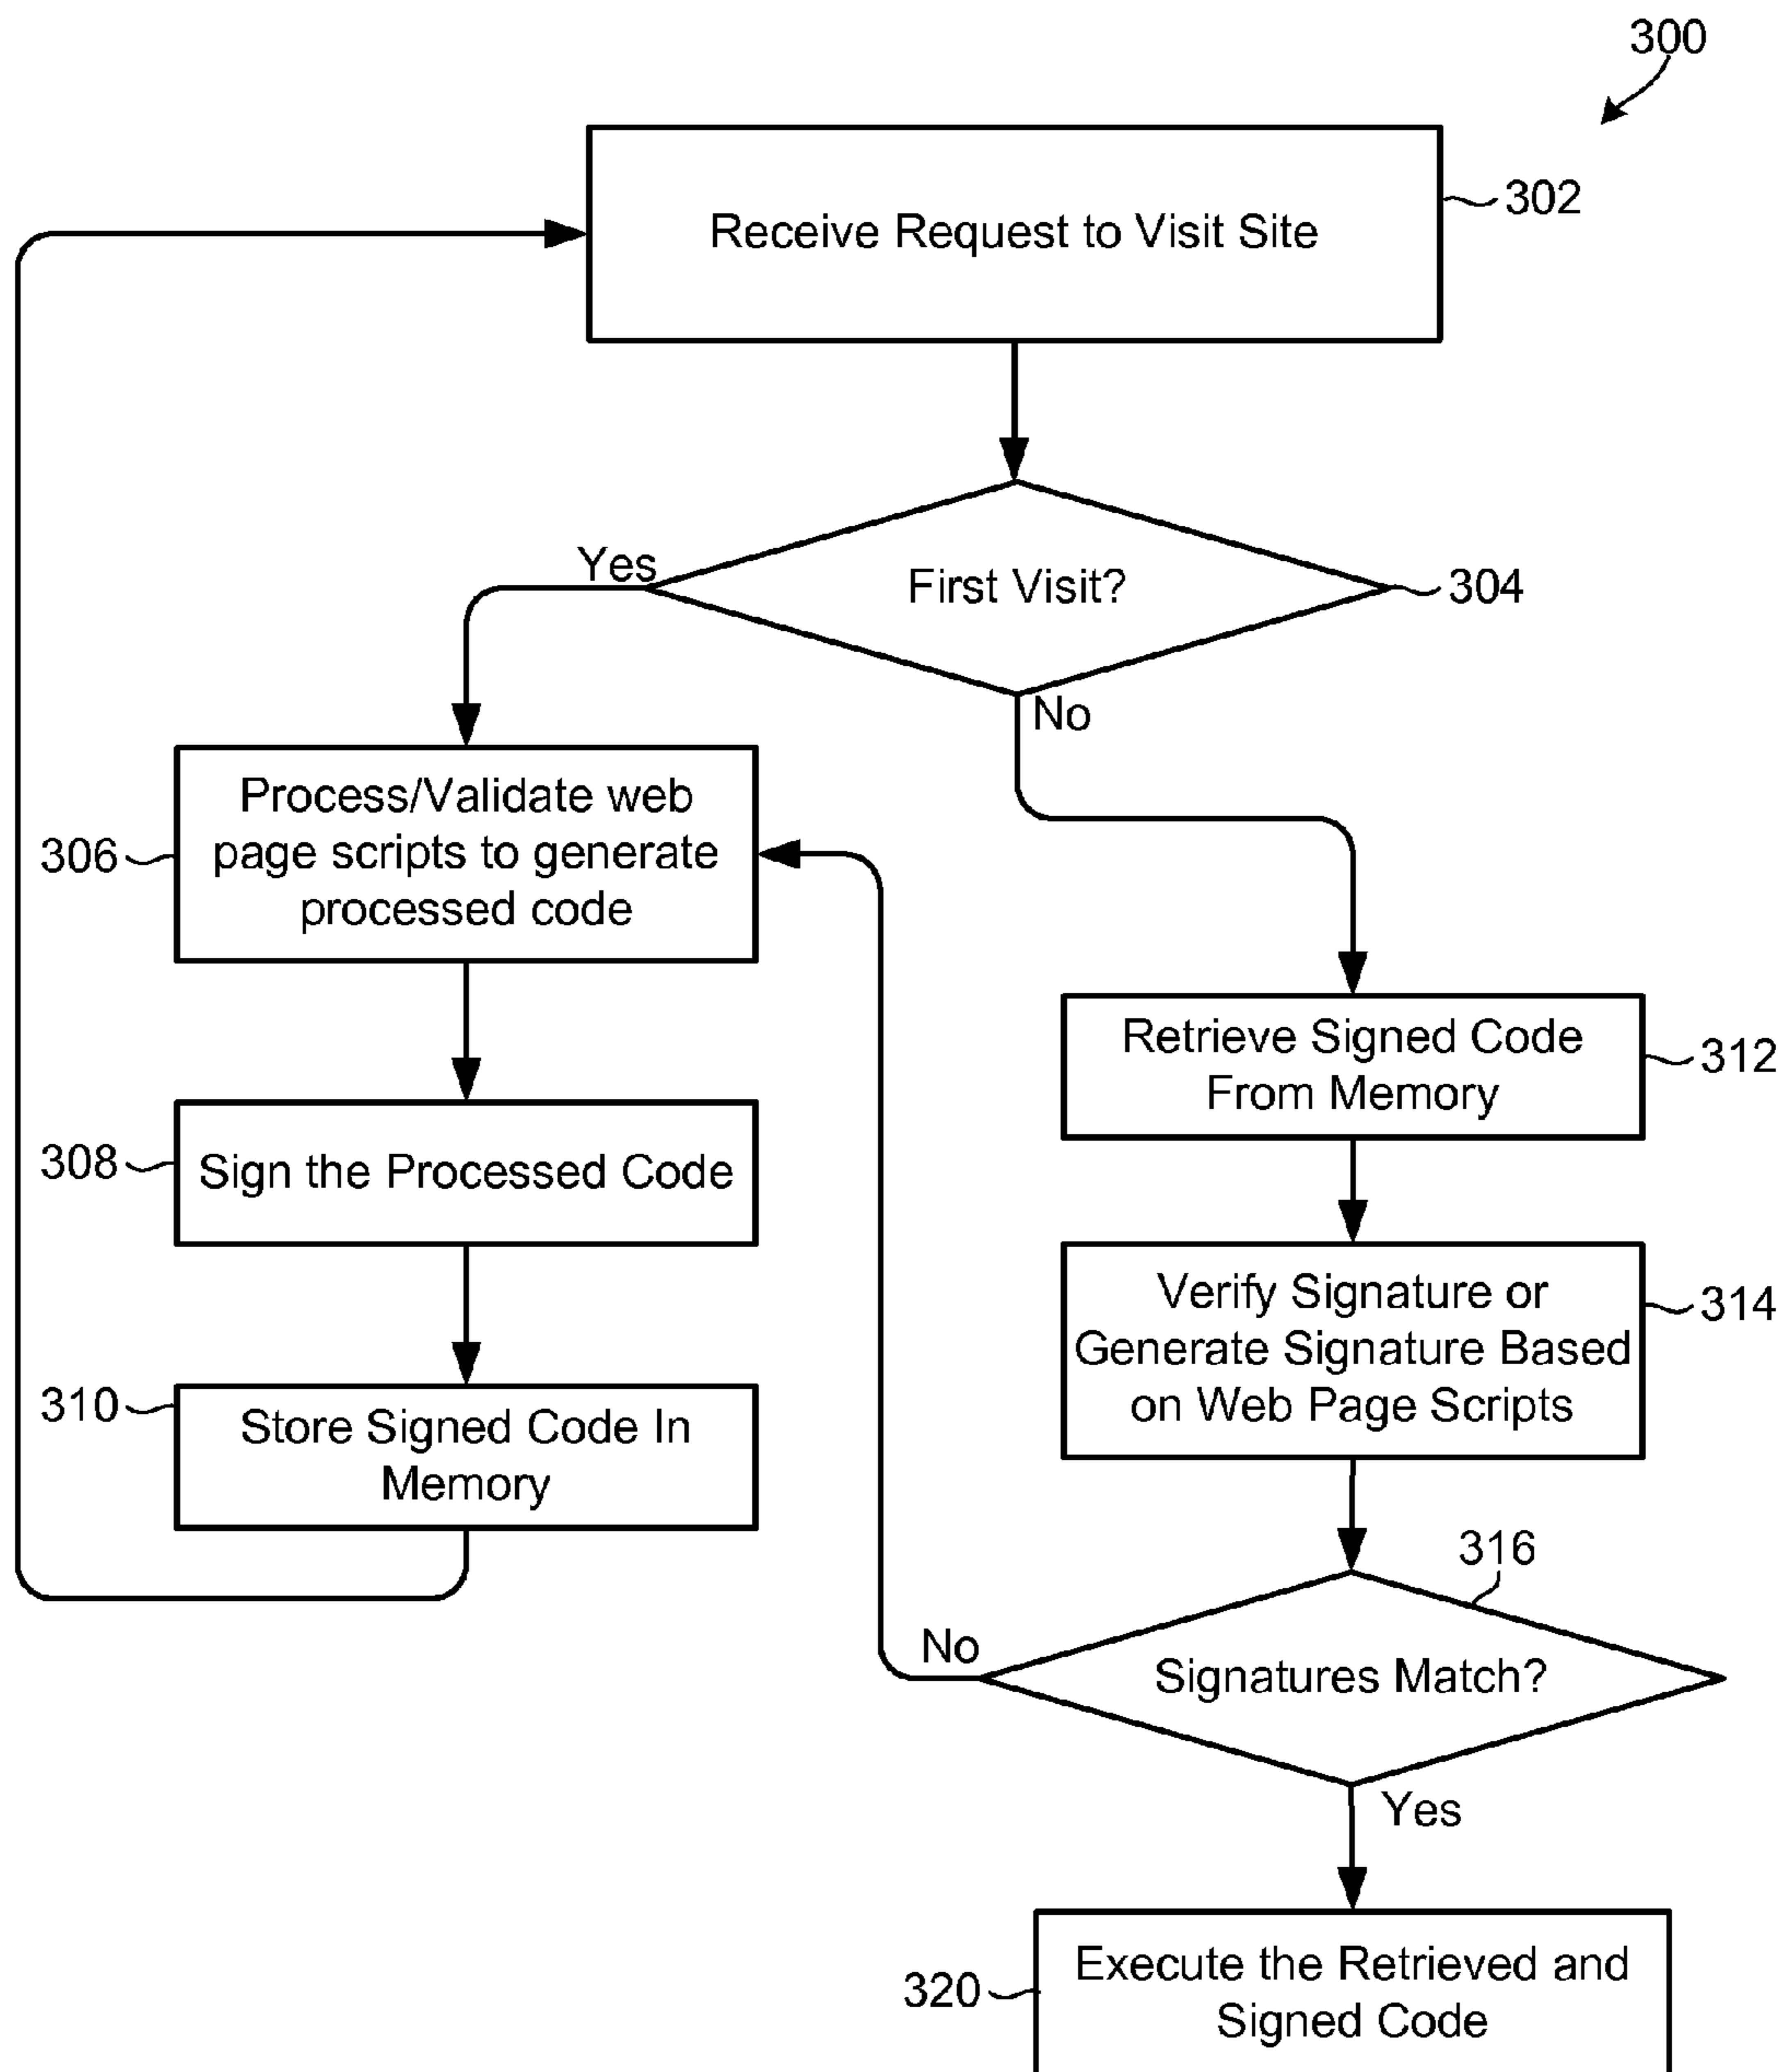 300
Receive Request to Visit Site
302
First Visit?
304
Yes
No
Process/Validate web
page scripts to generate
processed code
306
Sign the Processed Code
308
Store Signed Code In
Memory
310
Retrieve Signed Code
From Memory
312
Verify Signature or
Generate Signature Based
on Web Page Scripts
314
316
Signatures Match?
No
Yes
Execute the Retrieved and
Signed Code
320